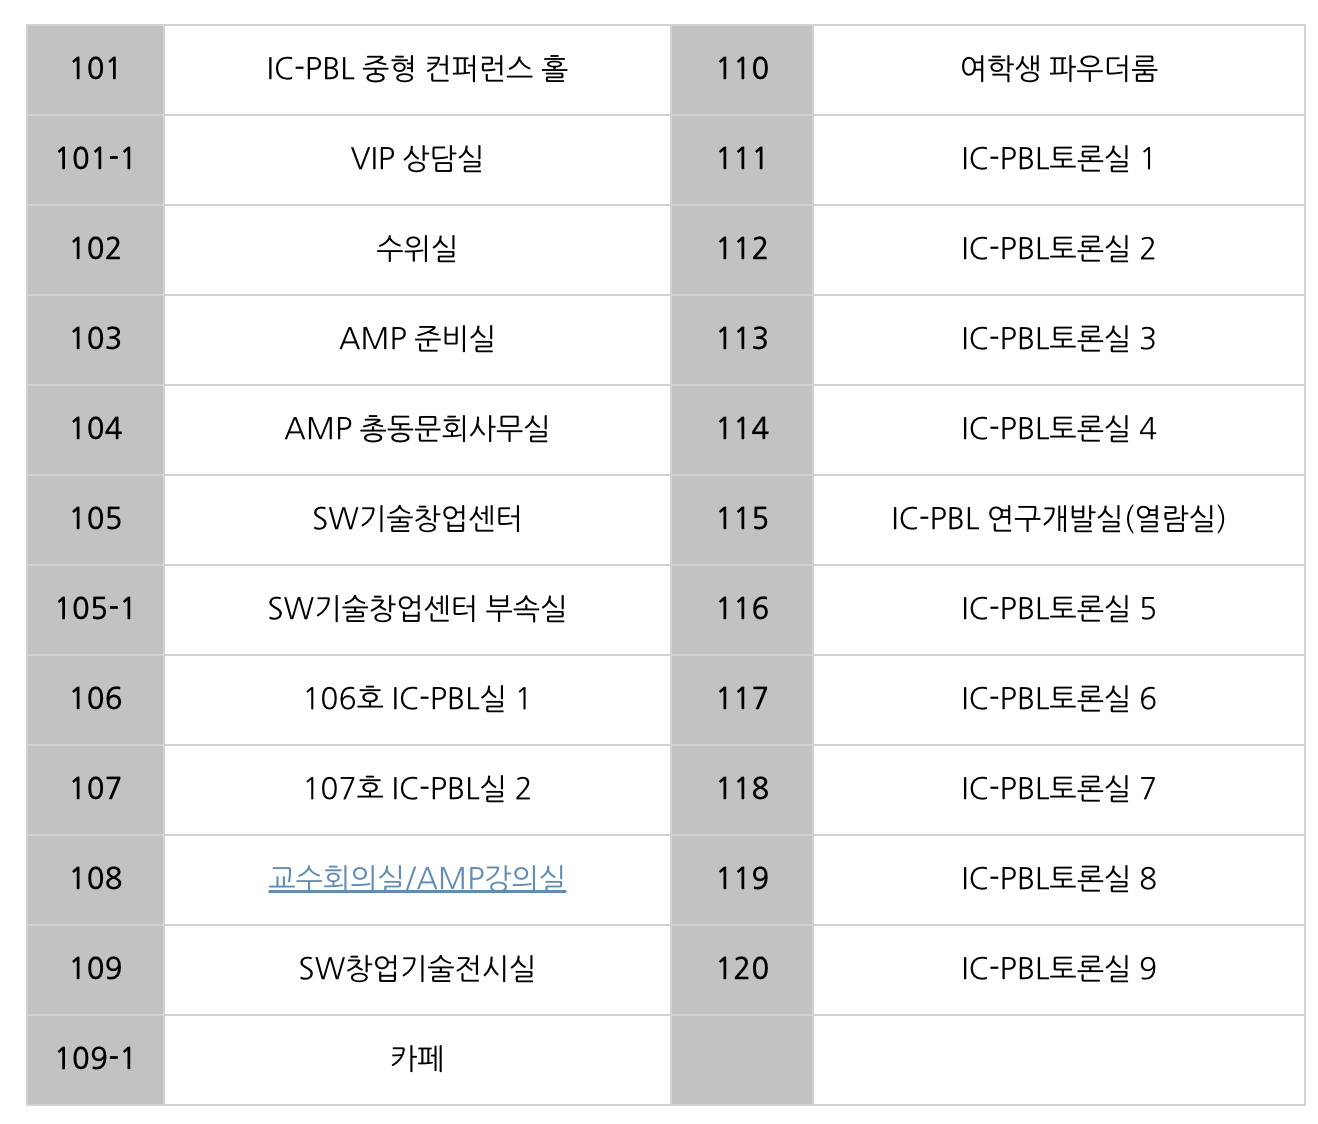 101 IC-PBL 중형 컨퍼런스 홀 110 여학생 파우더룸
101-1 VIP 상담실 111 IC-PBL토론실 1
102 수위실 112 IC-PBL토론실 2
103 AMP 준비실 113 IC-PBL토론실 3
104 AMP 총동문회사무실 114 IC-PBL토론실 4
105 SW기술창업센터 115 IC-PBL 연구개발실(열람실)
105-1 SW기술창업센터 부속실 116 IC-PBL토론실 5
106 106호 IC-PBL실 1 117 IC-PBL토론실 6
107 107호 IC-PBL실 2 118 IC-PBL토론실 7
108 교수회의실/AMP강의실 119 IC-PBL토론실 8
109 SW창업기술전시실 120 IC-PBL토론실 9
109-1 카페